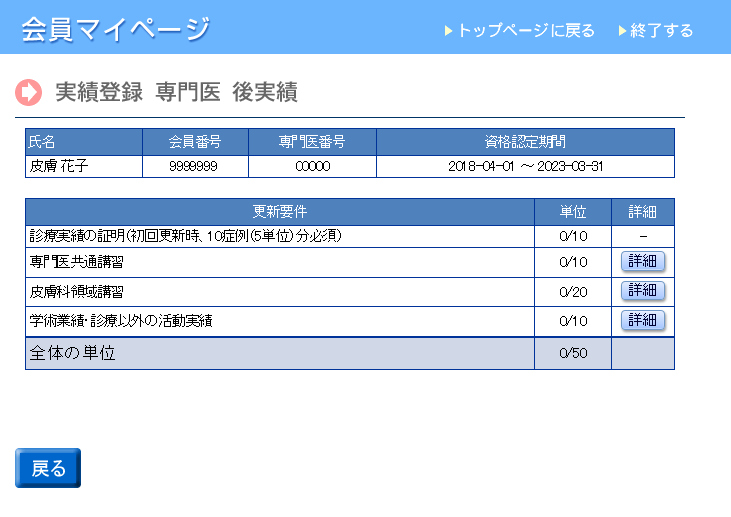 会員マイページ
▶トップページに戻る ▶終了する
実績登録 専門医 後実績
氏名 会員番号 専門医番号 資格認定期間
皮膚 花子 9999999 00000 2018-04-01 ～ 2023-03-31
更新要件 単位 詳細
診療実績の証明(初回更新時、10症例(5単位)分必須) 0/10 −
専門医共通講習 0/10 詳細
皮膚科領域講習 0/20 詳細
学術業績・診療以外の活動実績 0/10 詳細
全体の単位 0/50
戻る